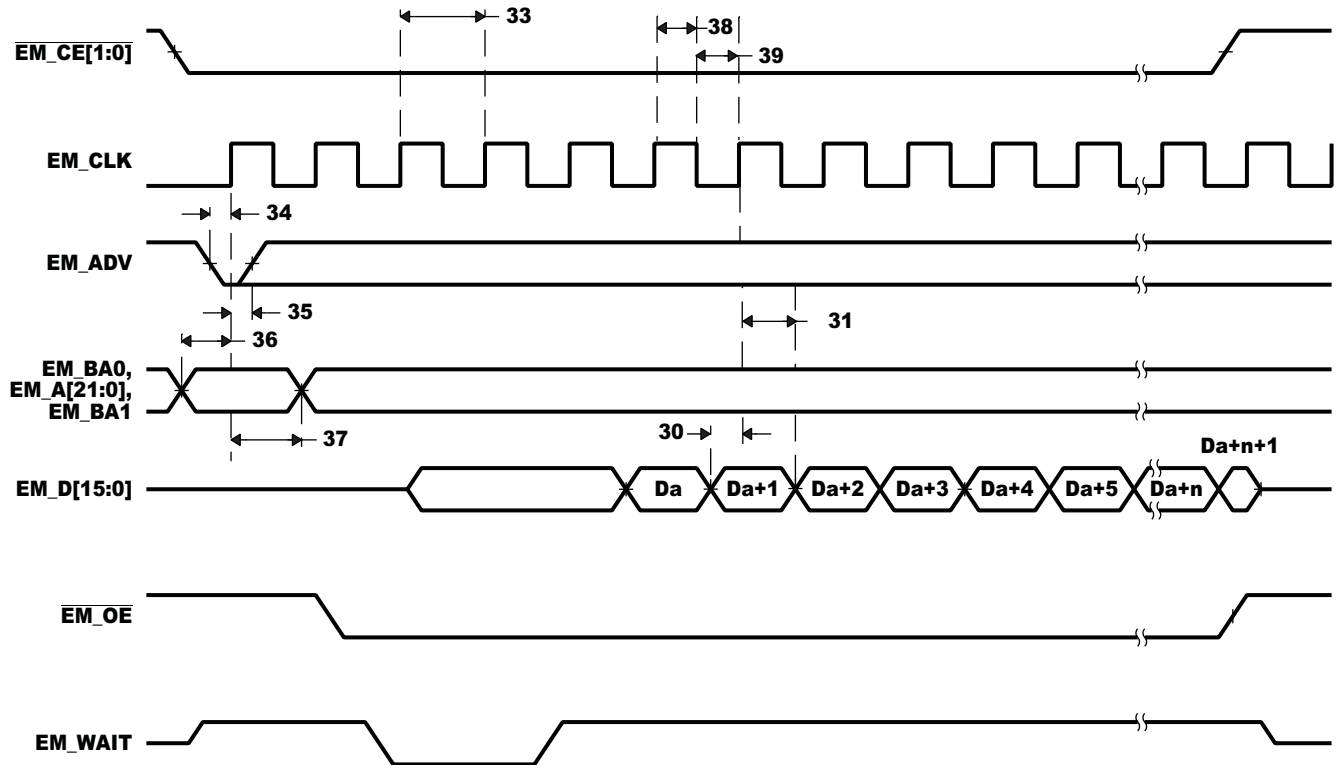 33
38
EM_CE[1:0]
39
EM_CLK
34
EM_ADV
35
31
36
EM_BA0,
EM_A[21:0],
EM_BA1
37
30
Da+n+1
EM_D[15:0]
Da
Da+1
Da+2
Da+3
Da+4
Da+5
Da+n
EM_OE
EM_WAIT